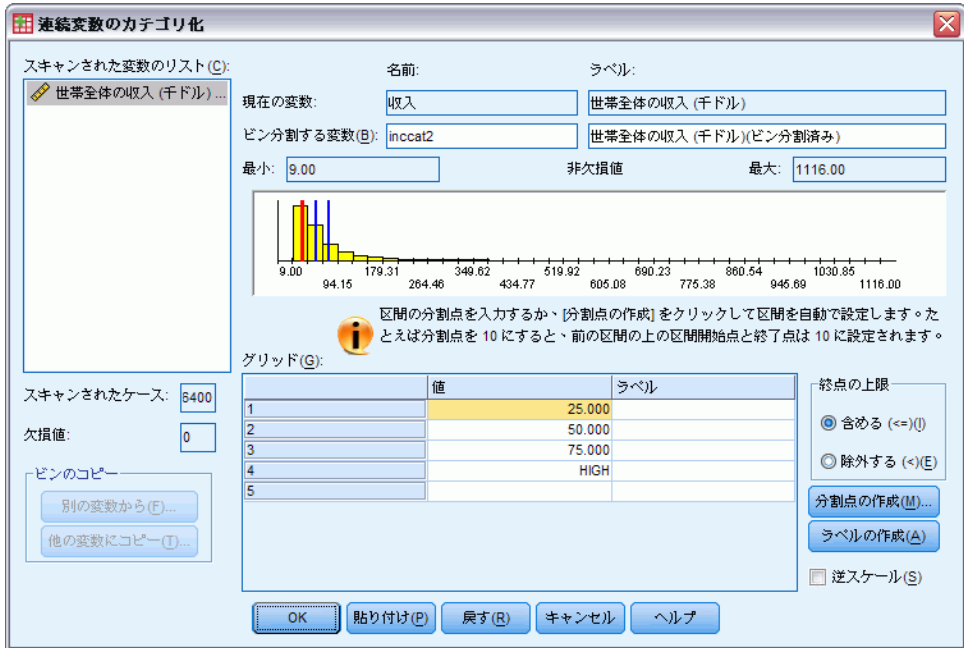 連続変数のカテゴリ化
スキャンされた変数のリスト(C):
世帯全体の収入 (千ドル) ...
名前:
ラベル:
現在の変数:
収入
世帯全体の収入 (千ドル)
ビン分割する変数(B):
inccat2
世帯全体の収入 (千ドル)(ビン分割済み)
最小:
9.00
非欠損値
最大:
1116.00
9.00 179.31 349.62 519.92 690.23 860.54 1030.85
94.15 264.46 434.77 605.08 775.38 945.69 1116.00
区間の分割点を入力するか、[分割点の作成] をクリックして区間を自動で設定します。た
とえば分割点を 10 にすると、前の区間の上の区間開始点と終了点は 10 に設定されます。
グリッド(G):
値 ラベル
1 25.000
2 50.000
3 75.000
4 HIGH
5
スキャンされたケース:
6400
欠損値:
0
ビンのコピー
別の変数から(F)...
他の変数にコピー(T)...
終点の上限
含める (<=)(I)
除外する (<)(E)
分割点の作成(M)...
ラベルの作成(A)
逆スケール(S)
OK
貼り付け(P)
戻す(R)
キャンセル
ヘルプ